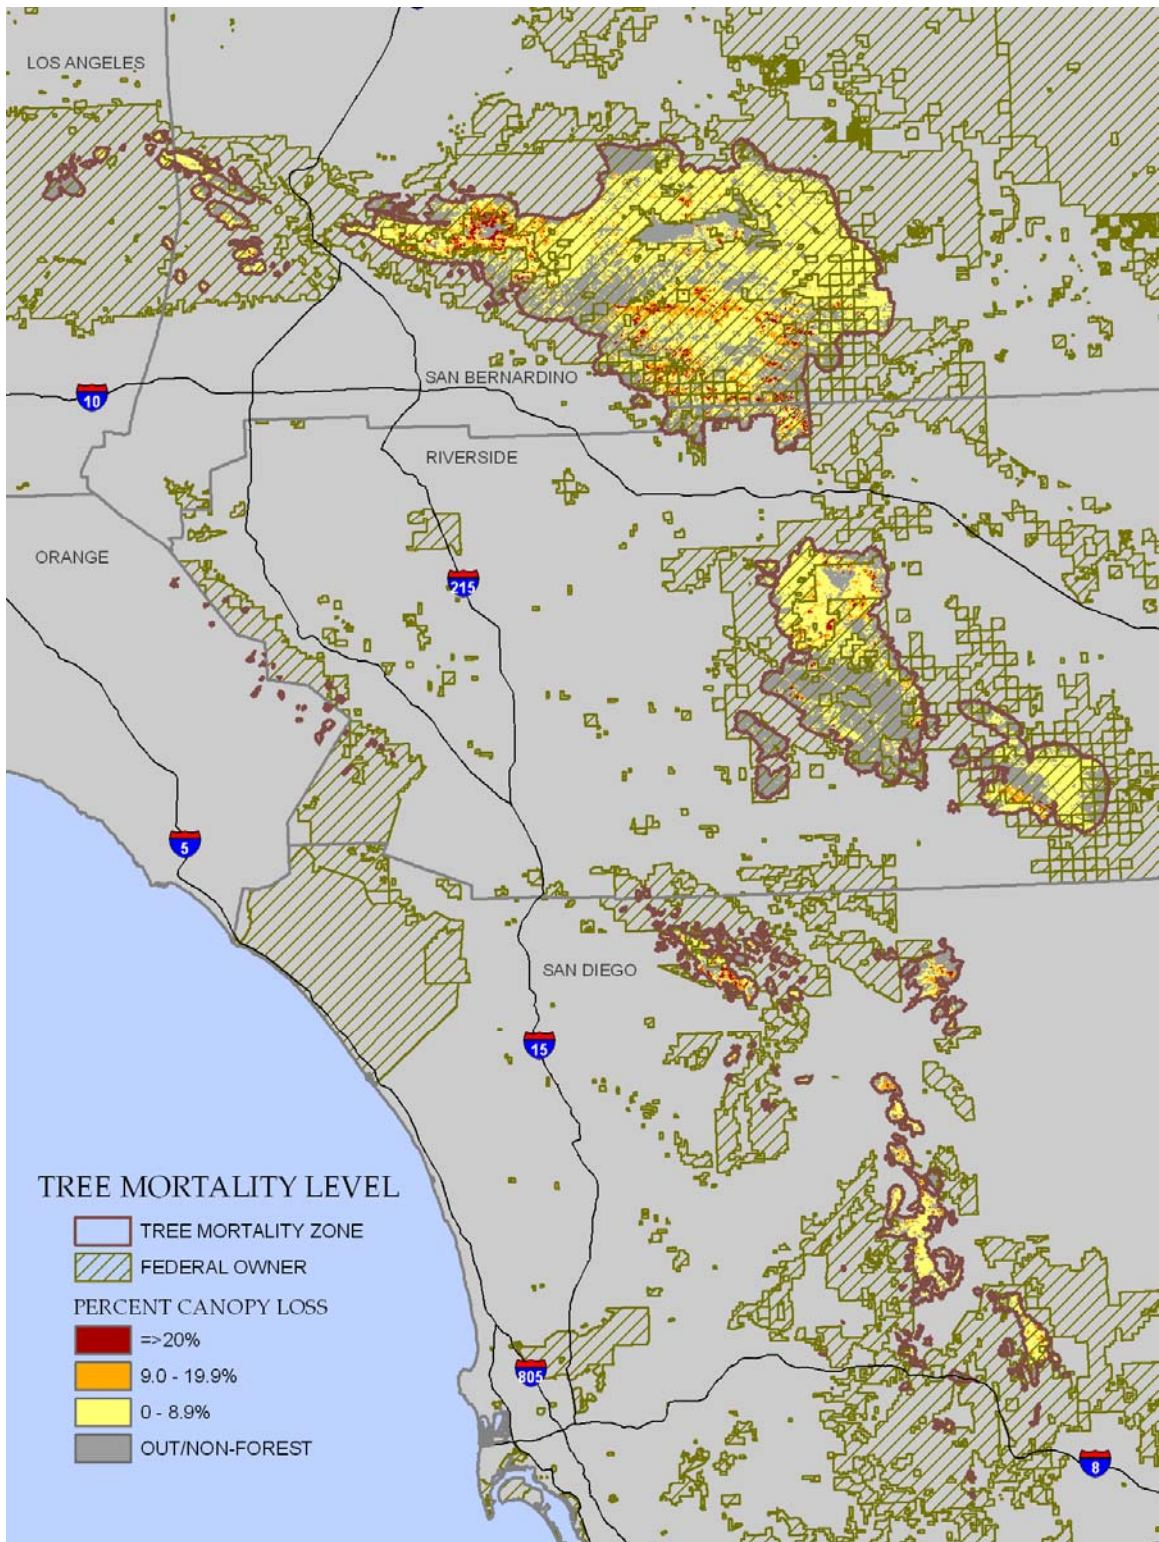 LOS ANGELES
SAN BERNARDINO
10
RIVERSIDE
ORANGE
215
5
SAN DIEGO
15
TREE MORTALITY LEVEL
TREE MORTALITY ZONE
FEDERAL OWNER
PERCENT CANOPY LOSS
=>20%
9.0 - 19.9%
805
0 - 8.9%
OUT/NON-FOREST
8